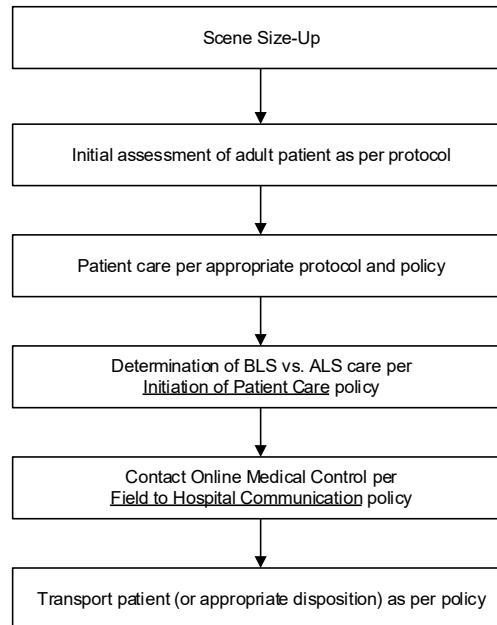 Scene Size-Up
Initial assessment of adult patient as per protocol
Patient care per appropriate protocol and policy
Determination of BLS vs. ALS care per
Initiation of Patient Care policy
Contact Online Medical Control per
Field to Hospital Communication policy
Transport patient (or appropriate disposition) as per policy